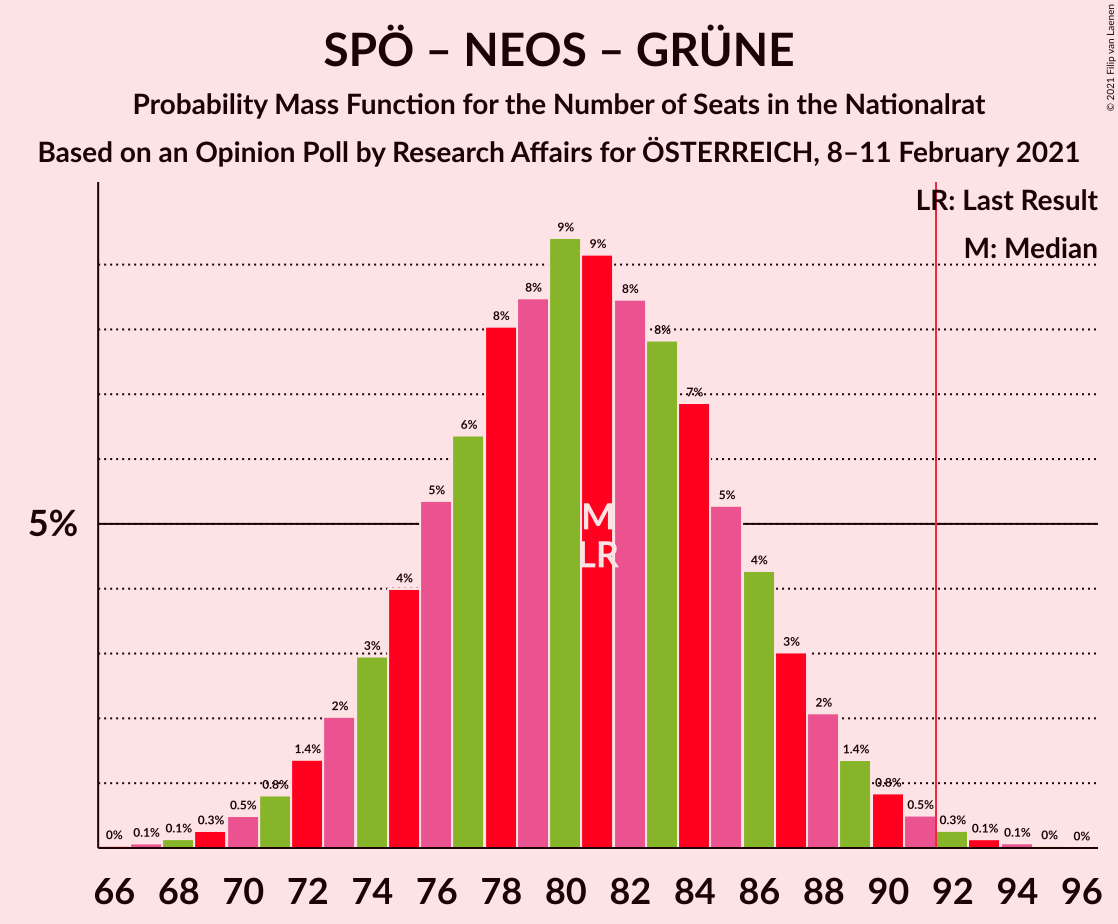 SPÖ – NEOS – GRÜNE
Probability Mass Function for the Number of Seats in the Nationalrat
Based on an Opinion Poll by Research Affairs for ÖSTERREICH, 8–11 February 2021
© 2021 Filip van Laenen
LR: Last Result
M: Median
5%
0% 0.1% 0.1% 0.3% 0.5% 0.8% 1.4% 2% 3% 4% 5% 6% 8% 8% 9% 9% 8% 8% 7% 5% 4% 3% 2% 1.4% 0.8% 0.5% 0.3% 0.1% 0.1% 0% 0%
M
LR
66 68 70 72 74 76 78 80 82 84 86 88 90 92 94 96